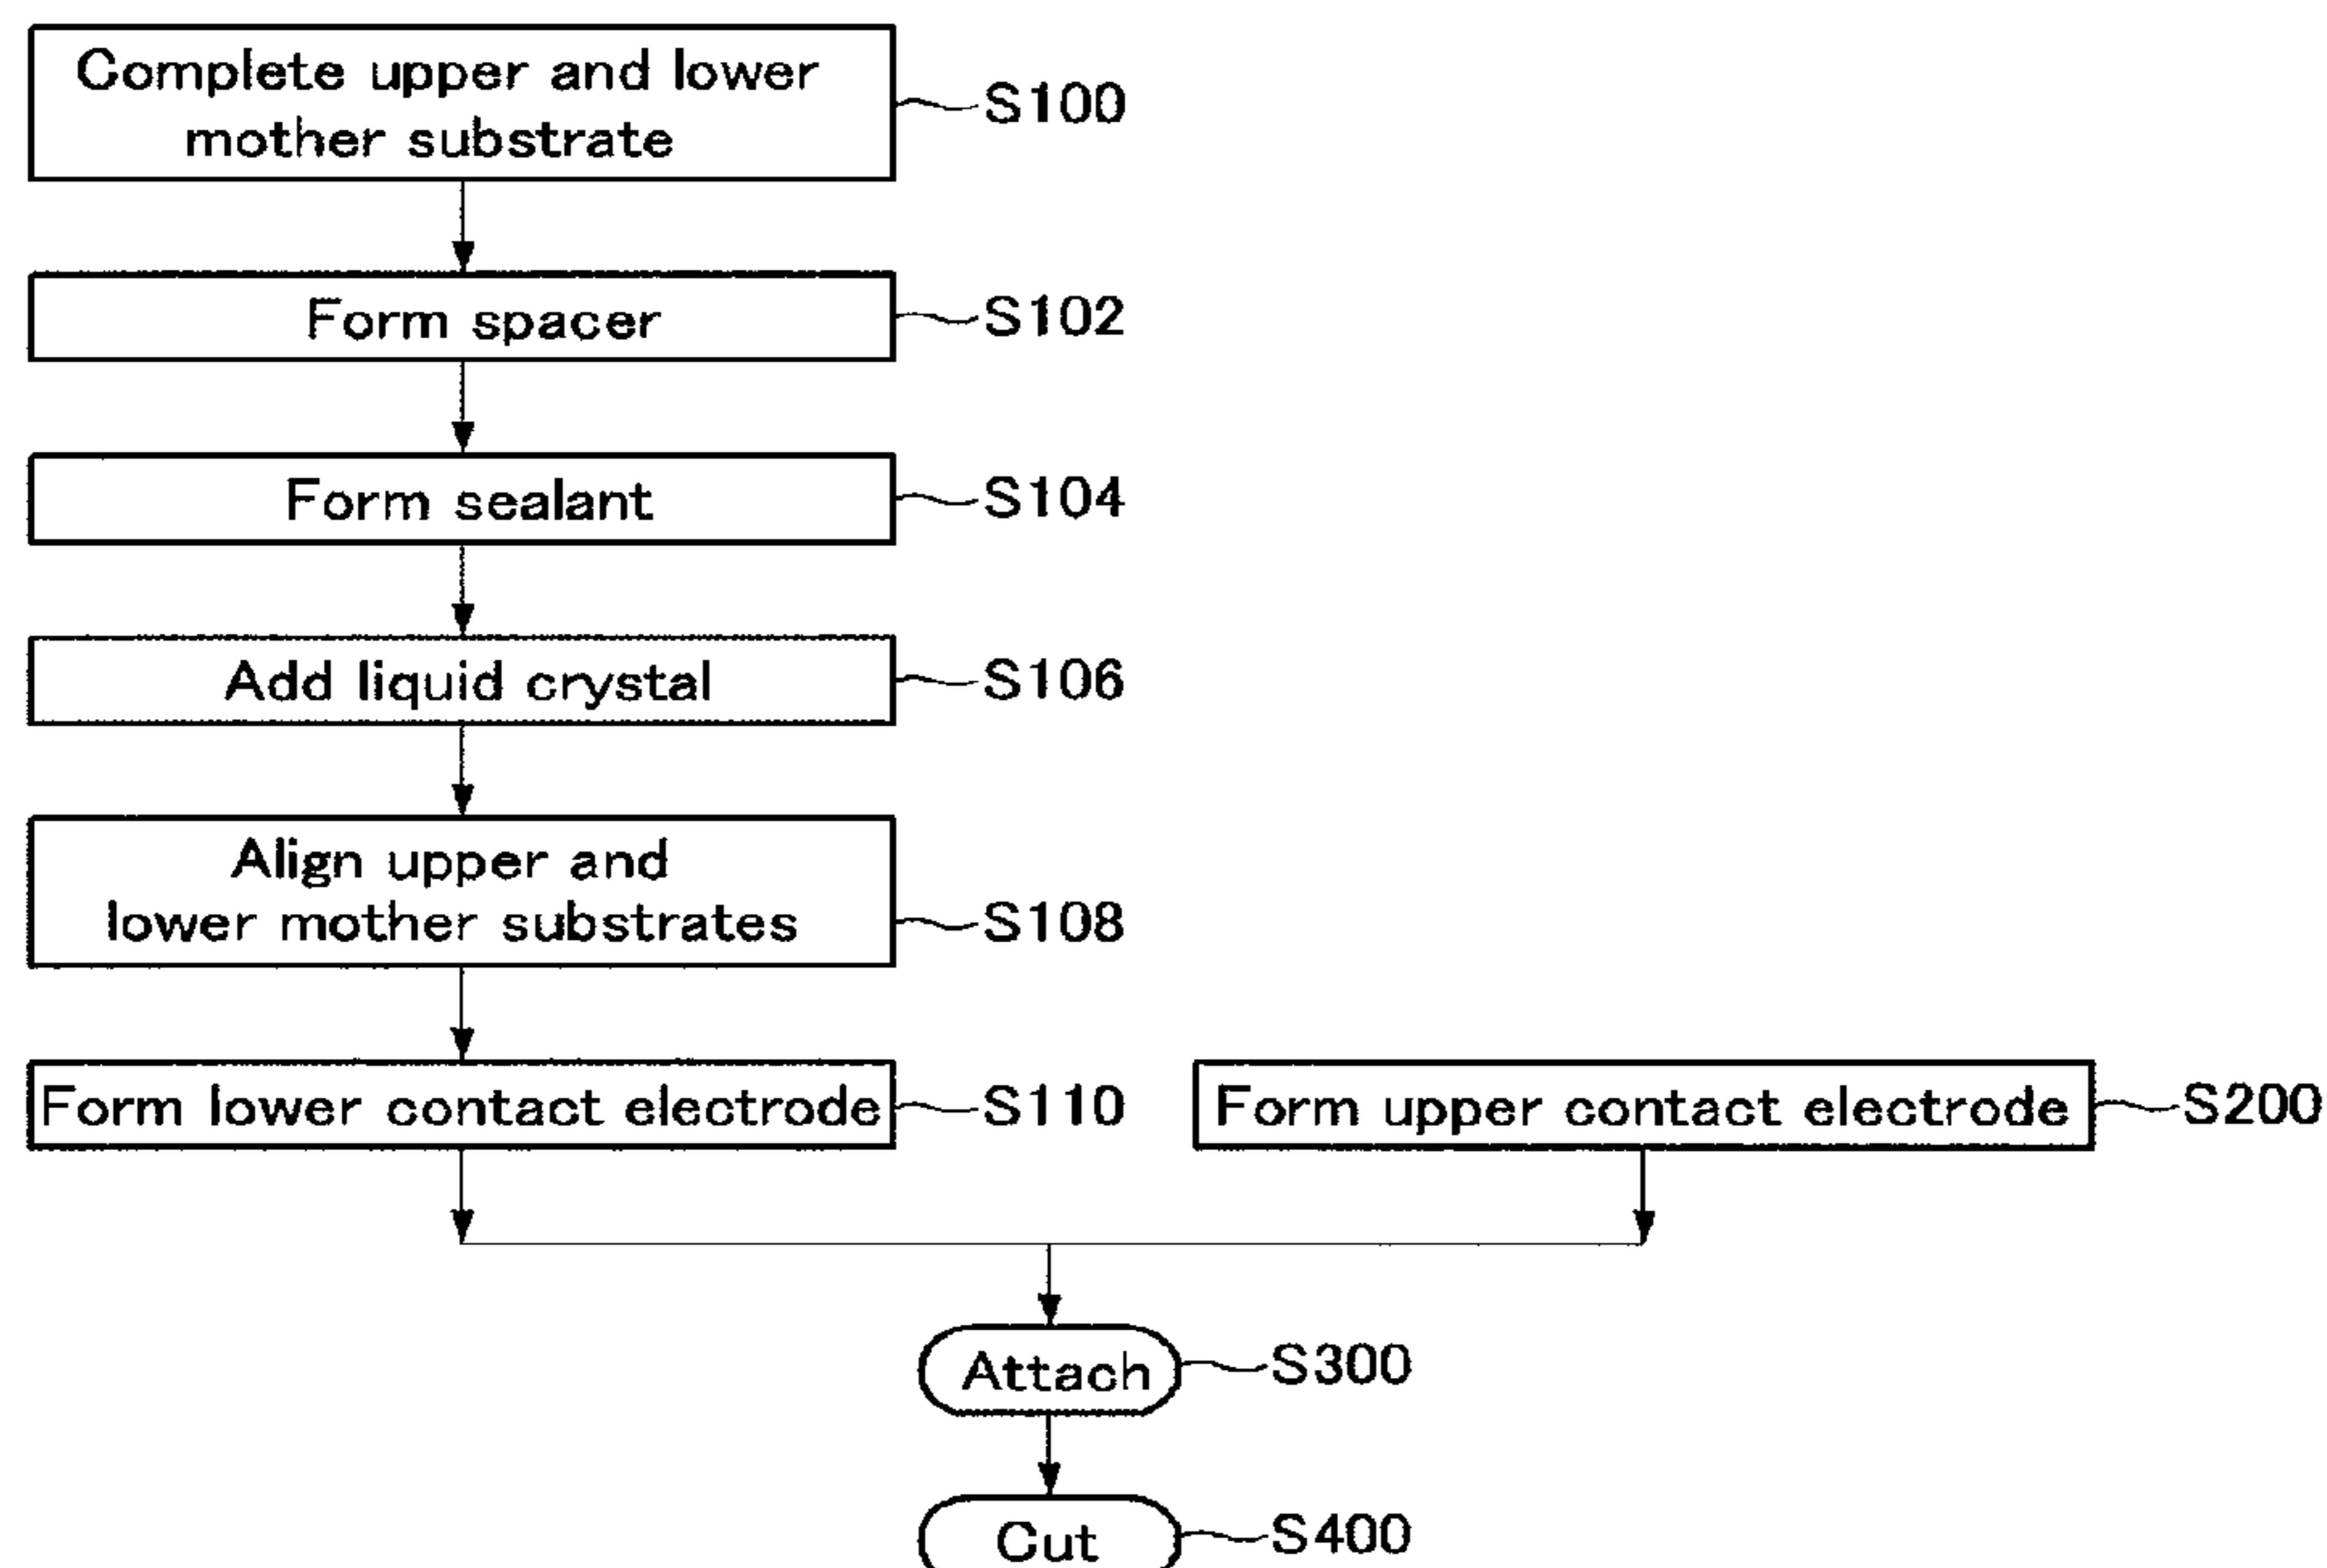 Complete upper and lower
mother substrate
S100
Form spacer
S102
Form sealant
S104
Add liquid crystal
S106
Align upper and
lower mother substrates
S108
Form lower contact electrode
S110
Form upper contact electrode
S200
Attach
S300
Cut
S400